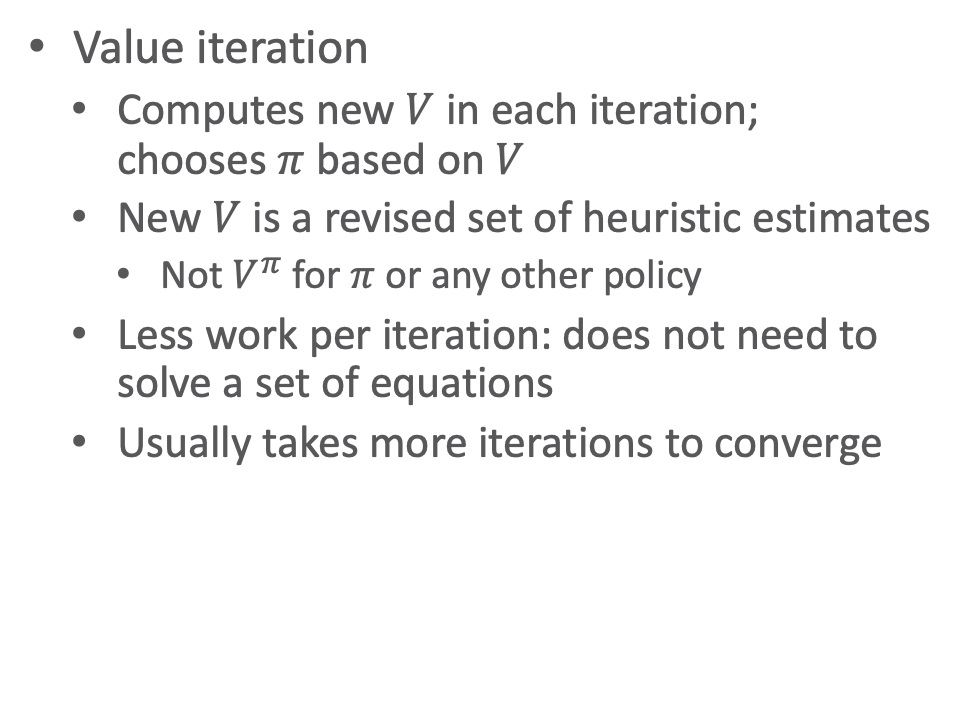 • Value iteration
• Computes new 𝑉 in each iteration;
chooses 𝜋 based on 𝑉
• New 𝑉 is a revised set of heuristic estimates
• Not 𝑉^𝜋 for 𝜋 or any other policy
• Less work per iteration: does not need to
solve a set of equations
• Usually takes more iterations to converge